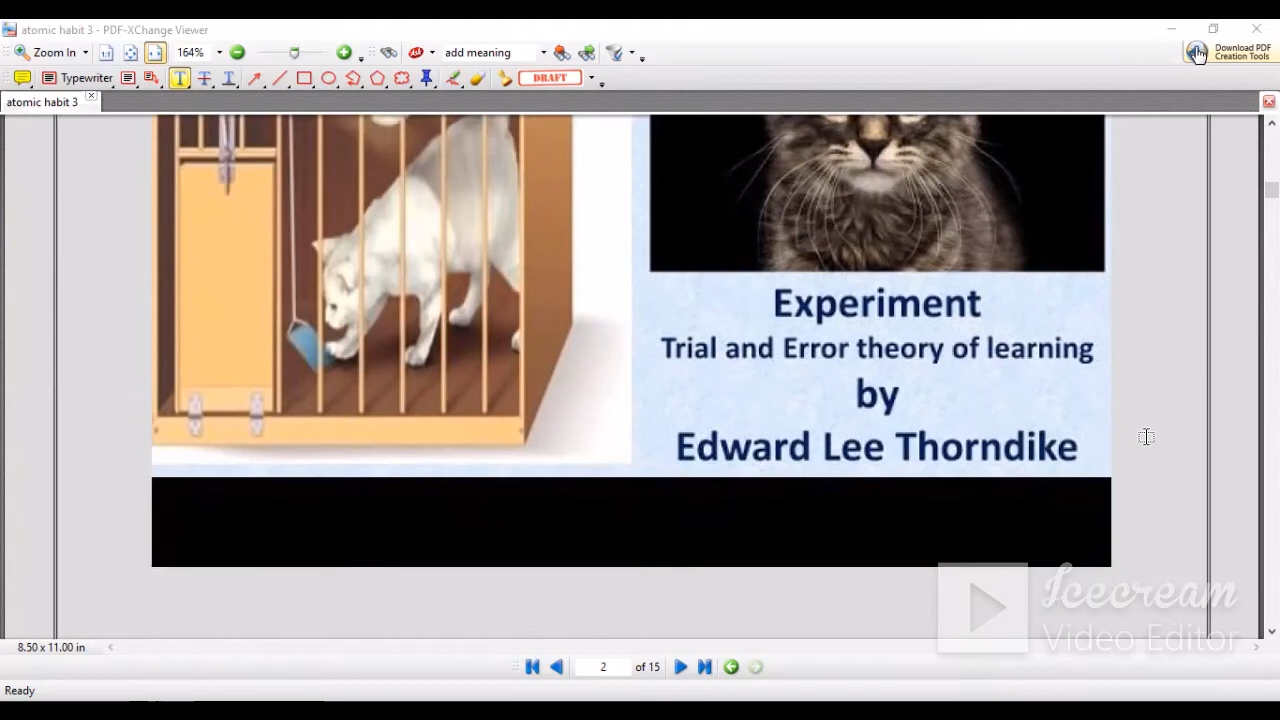 atomic habit 3 - PDF-XChange Viewer
Zoom In
164%
add meaning
Download PDF
Creation Tools
Typewriter
DRAFT
atomic habit 3
Experiment
Trial and Error theory of learning
by
Edward Lee Thorndike
Icecream
Video Editor
8.50 x 11.00 in
2
of 15
Ready